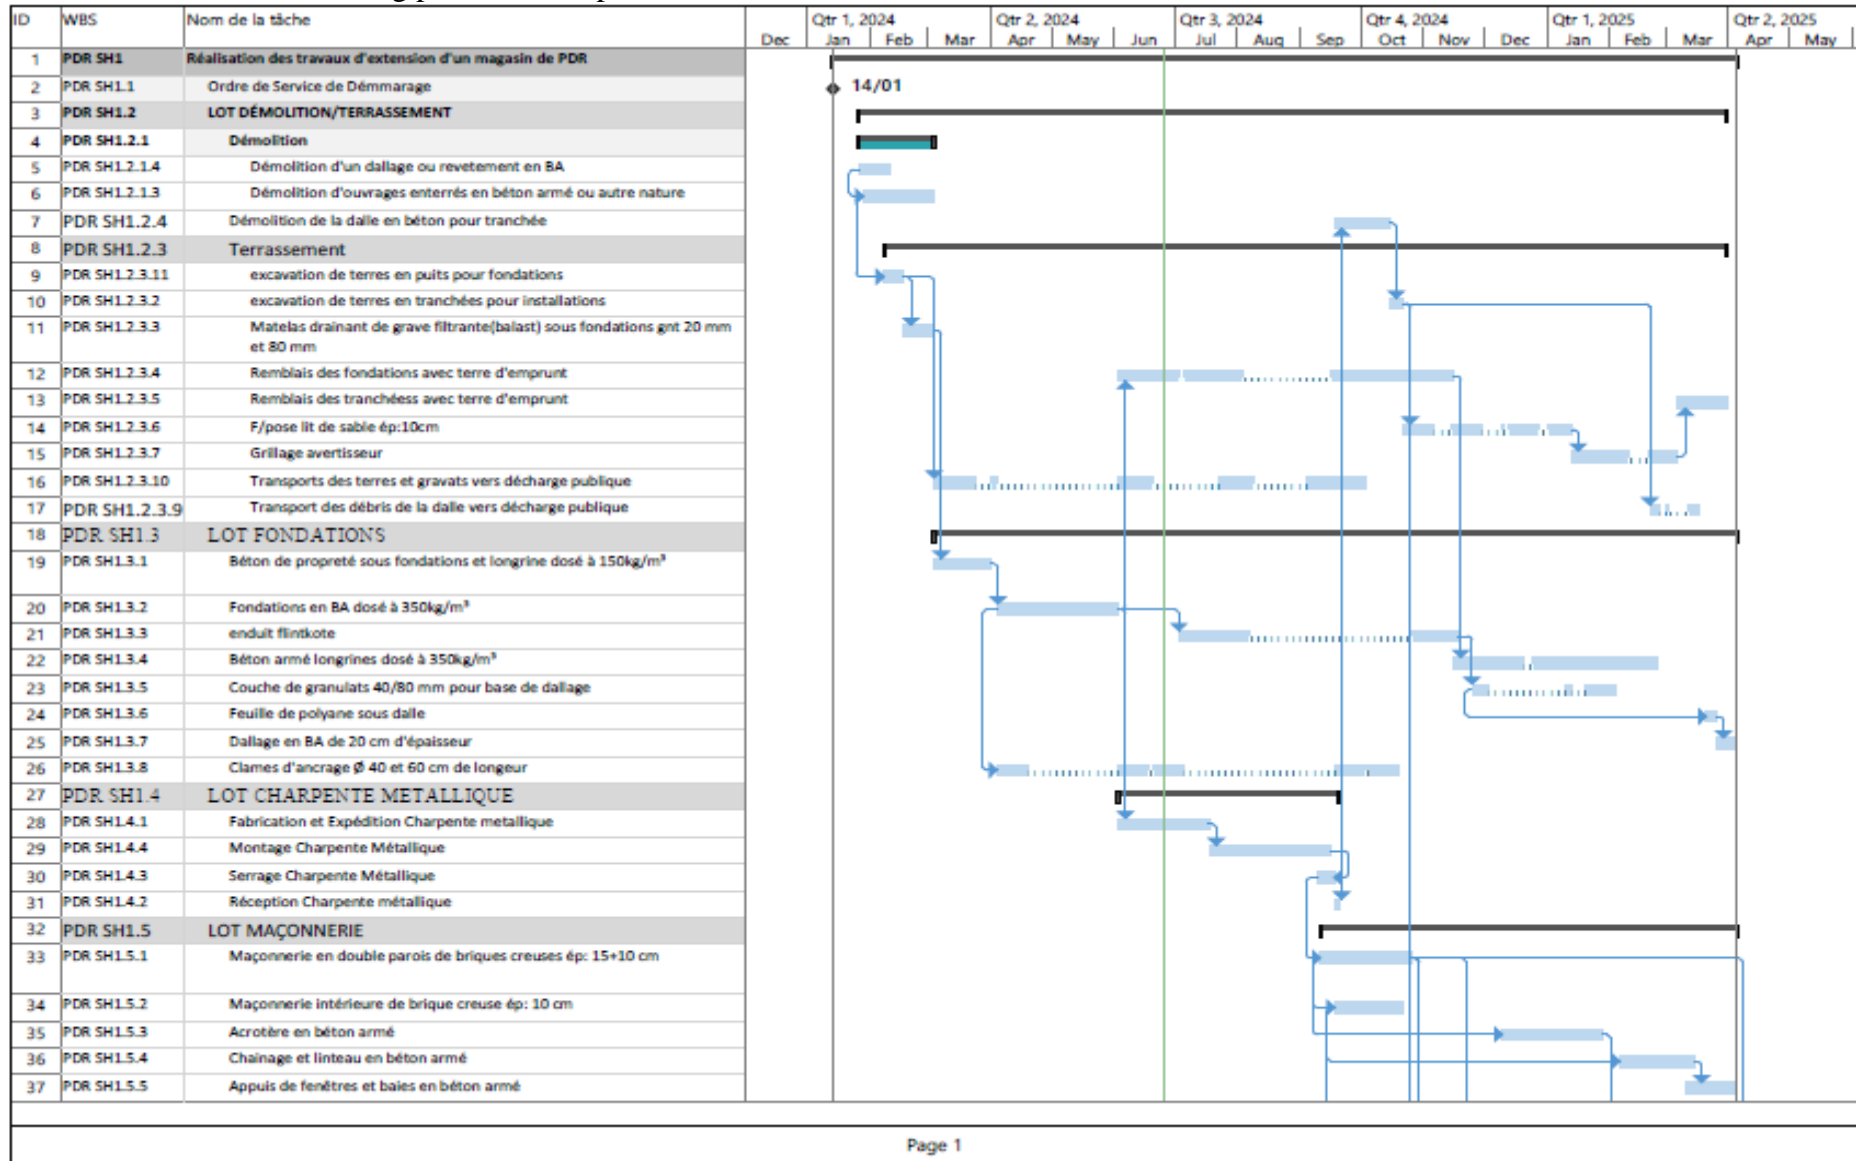 ID WBS Nom de la tâche Qtr 1, 2024 Qtr 2, 2024 Qtr 3, 2024 Qtr 4, 2024 Qtr 1, 2025 Qtr 2, 2025
Dec Jan Feb Mar Apr May Jun Jul Aug Sep Oct Nov Dec Jan Feb Mar Apr May
1 PDR SH1 Réalisation des travaux d'extension d'un magasin de PDR
2 PDR SH1.1 Ordre de Service de Démmarage 14/01
3 PDR SH1.2 LOT DÉMOLITION/TERRASSEMENT
4 PDR SH1.2.1 Démolition
5 PDR SH1.2.1.4 Démolition d'un dallage ou revetement en BA
6 PDR SH1.2.1.3 Démolition d'ouvrages enterrés en béton armé ou autre nature
7 PDR SH1.2.4 Démolition de la dalle en béton pour tranchée
8 PDR SH1.2.3 Terrassement
9 PDR SH1.2.3.11 excavation de terres en puits pour fondations
10 PDR SH1.2.3.2 excavation de terres en tranchées pour installations
11 PDR SH1.2.3.3 Matelas drainant de grave filtrante(balast) sous fondations gnt 20 mm
et 80 mm
12 PDR SH1.2.3.4 Remblais des fondations avec terre d'emprunt
13 PDR SH1.2.3.5 Remblais des tranchéess avec terre d'emprunt
14 PDR SH1.2.3.6 F/pose lit de sable ép:10cm
15 PDR SH1.2.3.7 Grillage avertisseur
16 PDR SH1.2.3.10 Transports des terres et gravats vers décharge publique
17 PDR SH1.2.3.9 Transport des débris de la dalle vers décharge publique
18 PDR SH1.3 LOT FONDATIONS
19 PDR SH1.3.1 Béton de propreté sous fondations et longrine dosé à 150kg/m³
20 PDR SH1.3.2 Fondations en BA dosé à 350kg/m³
21 PDR SH1.3.3 enduit flintkote
22 PDR SH1.3.4 Béton armé longrines dosé à 350kg/m³
23 PDR SH1.3.5 Couche de granulats 40/80 mm pour base de dallage
24 PDR SH1.3.6 Feuille de polyane sous dalle
25 PDR SH1.3.7 Dallage en BA de 20 cm d'épaisseur
26 PDR SH1.3.8 Clames d'ancrage Ø 40 et 60 cm de longeur
27 PDR SH1.4 LOT CHARPENTE METALLIQUE
28 PDR SH1.4.1 Fabrication et Expédition Charpente metallique
29 PDR SH1.4.4 Montage Charpente Métallique
30 PDR SH1.4.3 Serrage Charpente Métallique
31 PDR SH1.4.2 Réception Charpente métallique
32 PDR SH1.5 LOT MAÇONNERIE
33 PDR SH1.5.1 Maçonnerie en double parois de briques creuses ép: 15+10 cm
34 PDR SH1.5.2 Maçonnerie intérieure de brique creuse ép: 10 cm
35 PDR SH1.5.3 Acrotère en béton armé
36 PDR SH1.5.4 Chainage et linteau en béton armé
37 PDR SH1.5.5 Appuis de fenêtres et baies en béton armé
Page 1